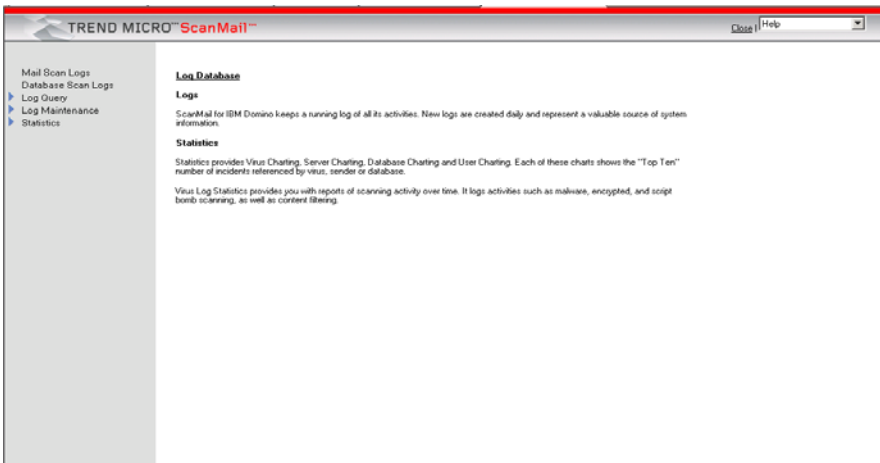 TREND MICRO™ ScanMail™
Close | Help
Mail Scan Logs
Database Scan Logs
Log Query
Log Maintenance
Statistics
Log Database
Logs
ScanMail for IBM Domino keeps a running log of all its activities. New logs are created daily and represent a valuable source of system
information.
Statistics
Statistics provides Virus Charting, Server Charting, Database Charting and User Charting. Each of these charts shows the "Top Ten"
number of incidents referenced by virus, sender or database.
Virus Log Statistics provides you with reports of scanning activity over time. It logs activities such as malware, encrypted, and script
bomb scanning, as well as content filtering.